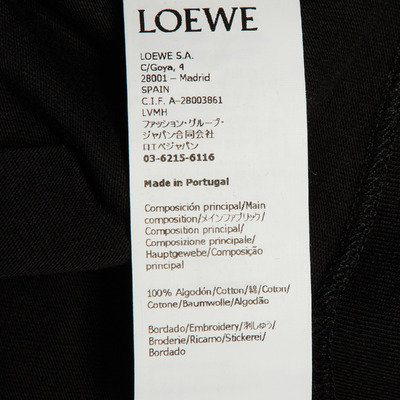 LOEWE
LOEWE S.A.
C/Goya, 4
28001 – Madrid
SPAIN
C.I.F. A-28003861
LVMH
ファッション・グループ・
ジャパン合同会社
ロエベジャパン
03-6215-6116
Made in Portugal
Composición principal/Main
composition/メインファブリック/
Composition principal/
Composizione principale/
Hauptgewebe/Composição
principal
100% Algodón/Cotton/綿/Coton/
Cotone/Baumwolle/Algodão
Bordado/Embroidery/刺しゅう/
Broderie/Ricamo/Stickerei/
Bordado